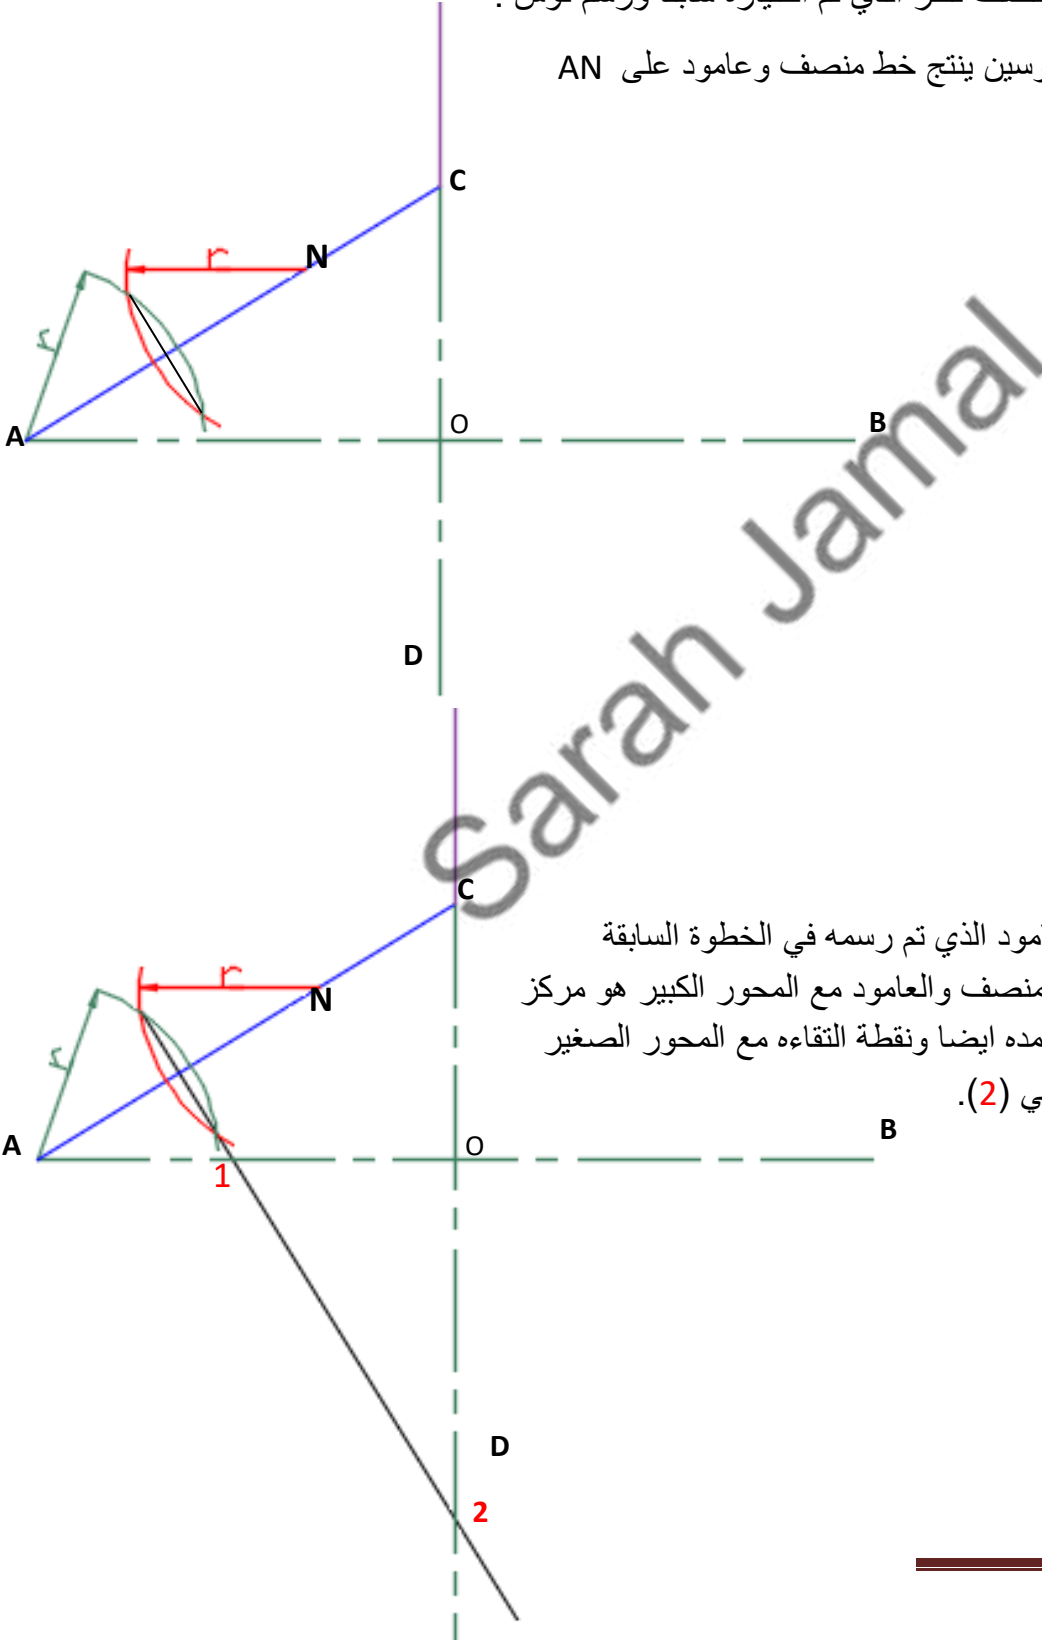 AN رسين ينتج خط منصف وعامود على
C
N
r
r
A
O
B
D
Sarah Jamal
C
مود الذي تم رسمه في الخطوة السابقة
منصف والعامود مع المحور الكبير هو مركز
مده ايضا ونقطة التقاءه مع المحور الصغير
ي (2).
r
N
r
A
O
B
1
D
2